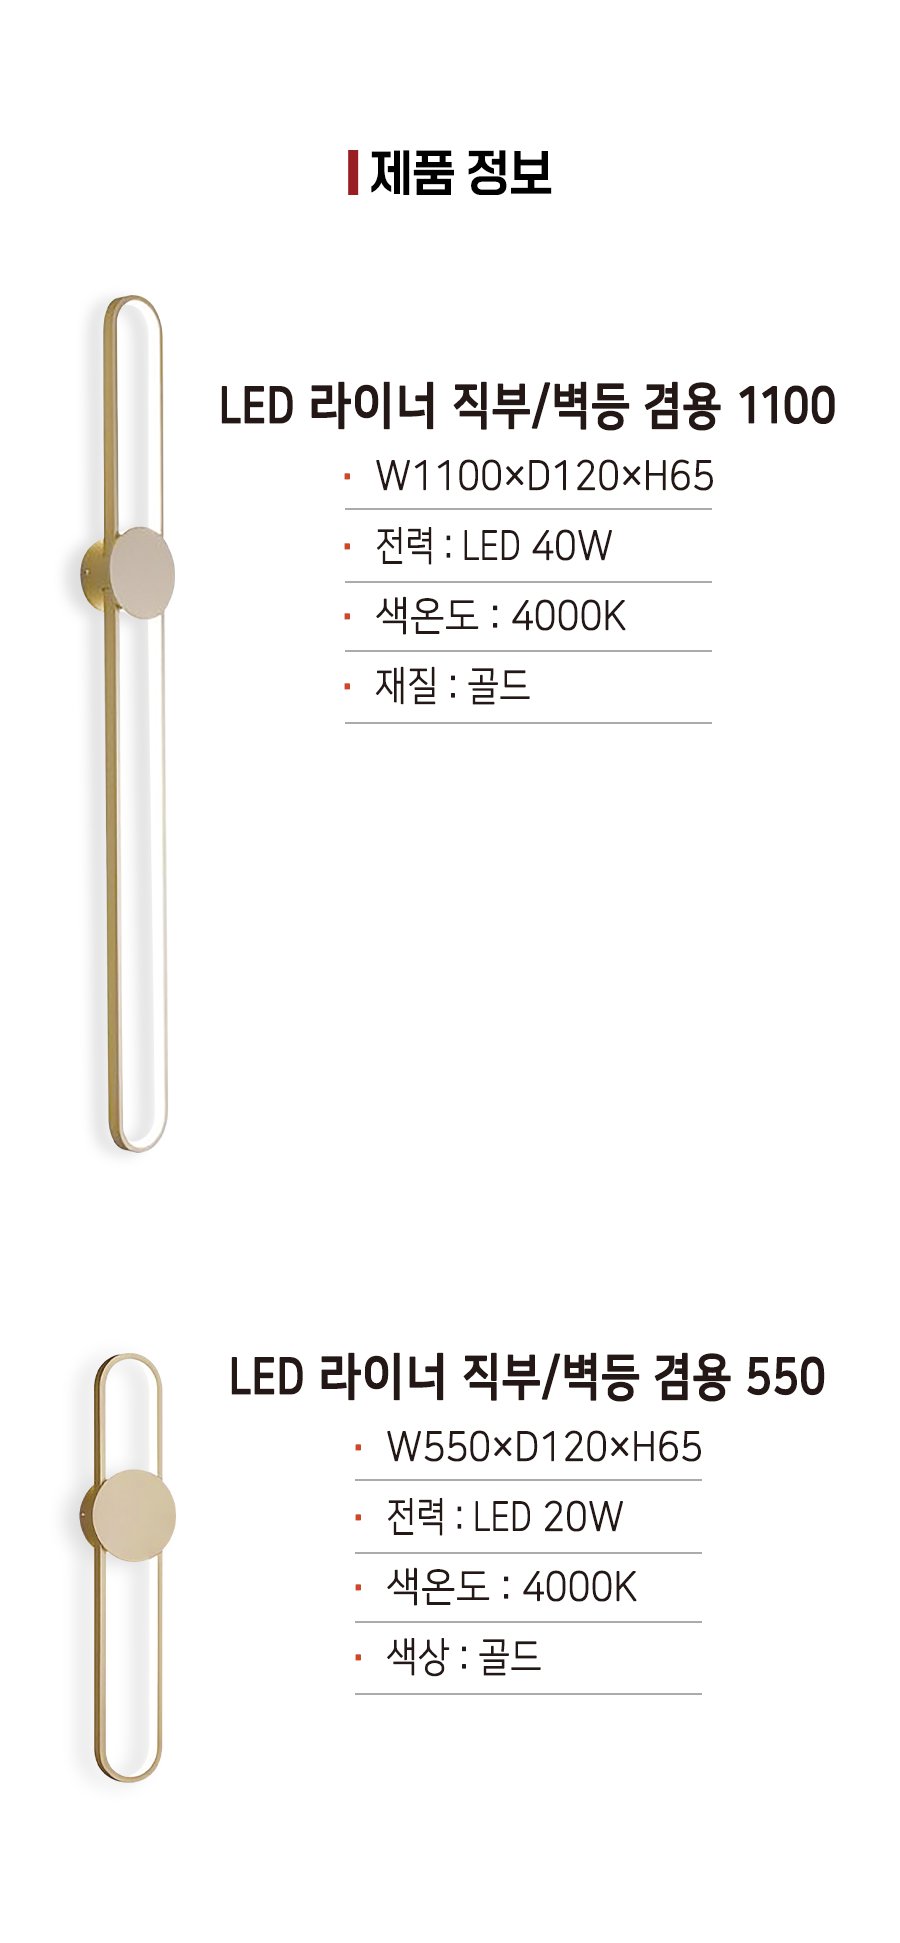 제품 정보
LED 라이너 직부/벽등 겸용 1100
· W1100×D120×H65
· 전력 : LED 40W
· 색온도 : 4000K
· 재질 : 골드
LED 라이너 직부/벽등 겸용 550
· W550×D120×H65
· 전력 : LED 20W
· 색온도 : 4000K
· 색상 : 골드